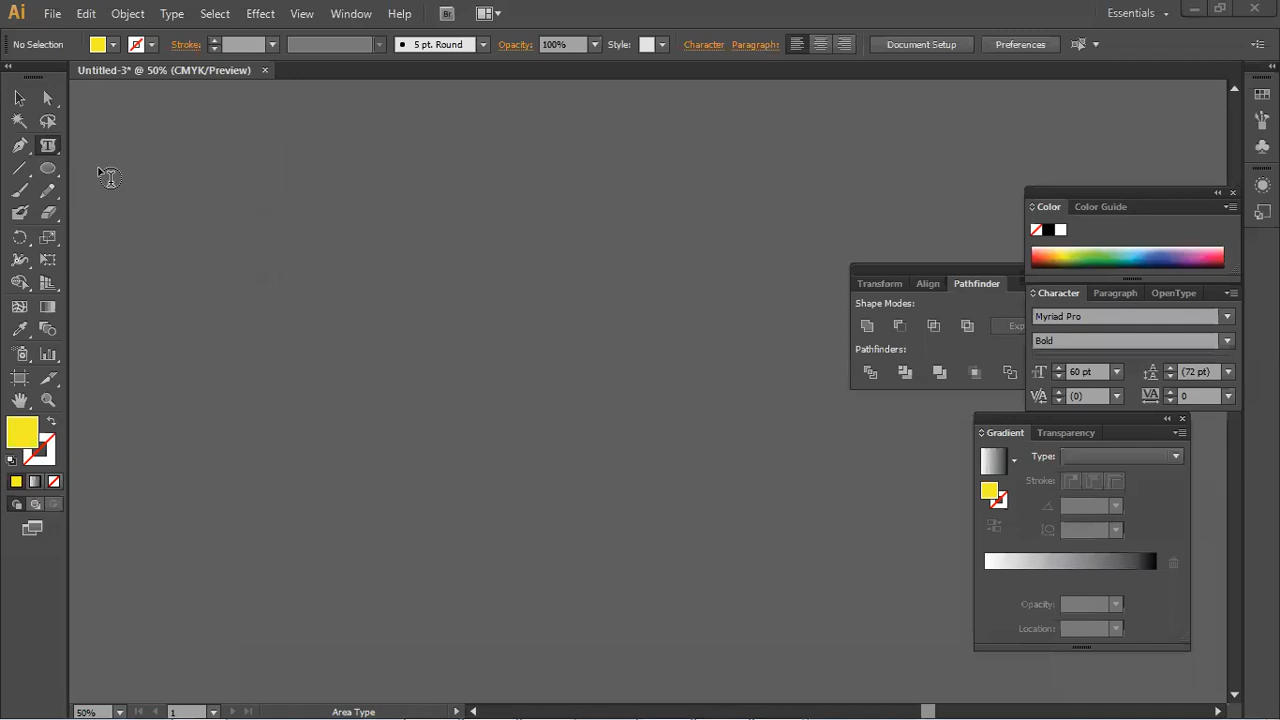 Ai File Edit Object Type Select Effect View Window Help Br Essentials
No Selection Stroke: 5 pt. Round Opacity: 100% Style: Character Paragraph: Document Setup Preferences
Untitled-3* @ 50% (CMYK/Preview)
Color Color Guide
Transform Align Pathfinder
Shape Modes:
Exp
Pathfinders:
Character Paragraph OpenType
Myriad Pro
Bold
60 pt (72 pt)
(0) 0
Gradient Transparency
Type:
Stroke:
Opacity:
Location:
50% 1 Area Type